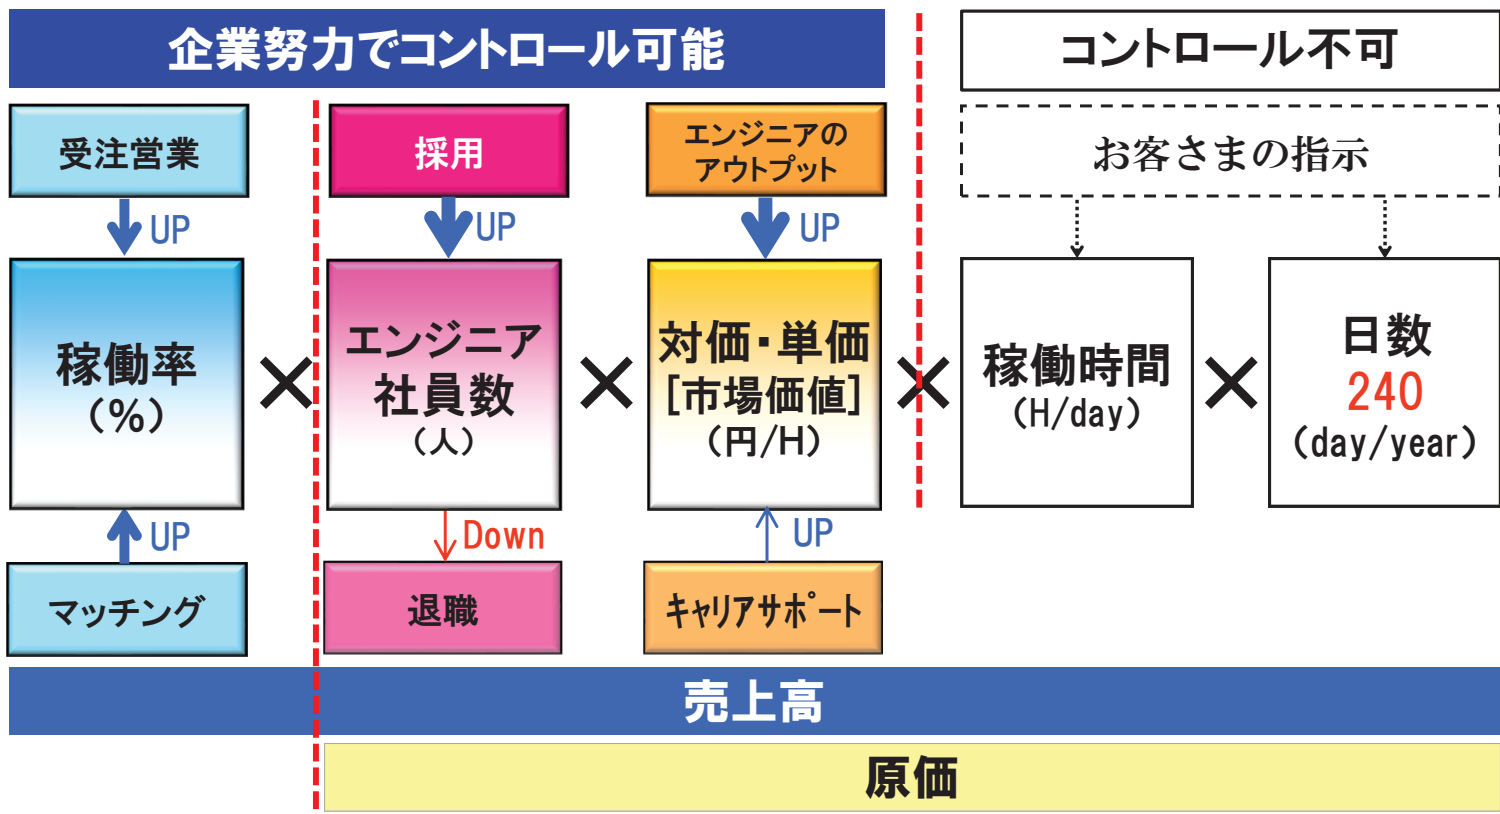 企業努力でコントロール可能
コントロール不可
受注営業
採用
エンジニアの
アウトプット
お客さまの指示
UP
UP
UP
稼働率
(%)
×
エンジニア
社員数
(人)
×
対価・単価
[市場価値]
(円/H)
×
稼働時間
(H/day)
×
日数
240
(day/year)
UP
Down
UP
マッチング
退職
キャリアサポート
売上高
原価